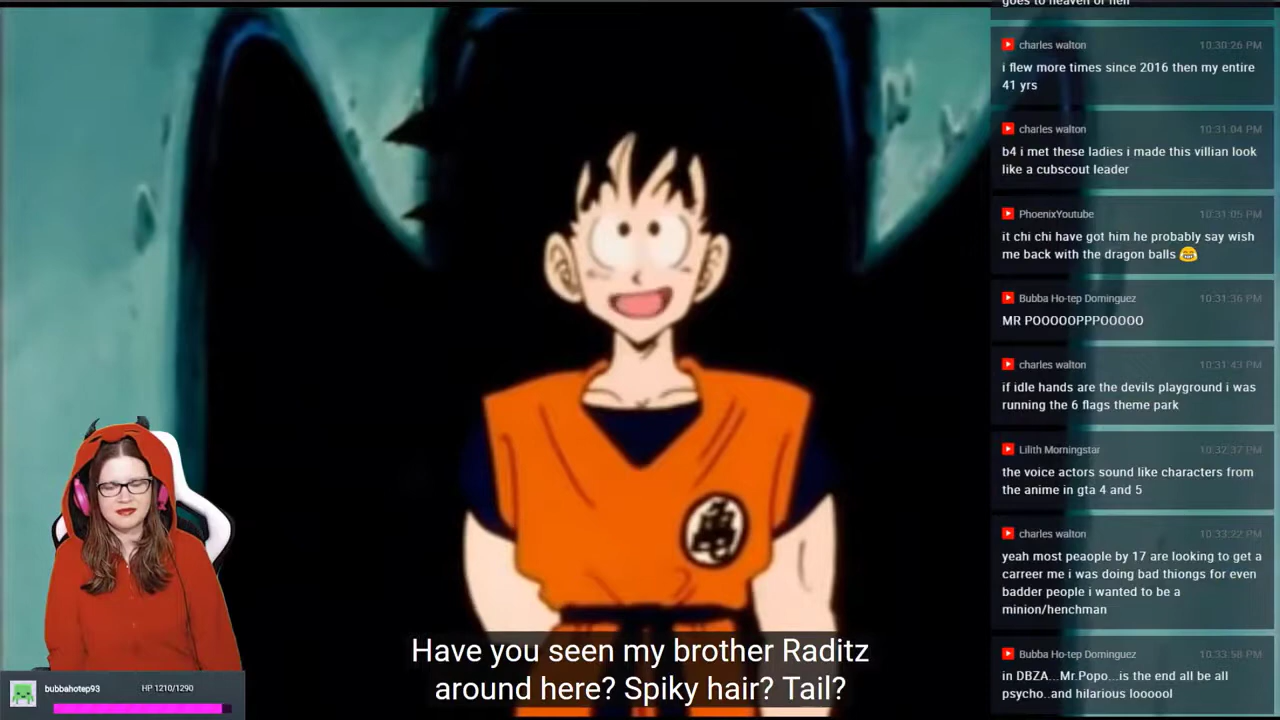 goes to heaven or hell
charles walton 10:30:26 PM
i flew more times since 2016 then my entire
41 yrs
charles walton 10:31:04 PM
b4 i met these ladies i made this villian look
like a cubscout leader
PhoenixYoutube 10:31:05 PM
it chi chi have got him he probably say wish
me back with the dragon balls 😂
Bubba Ho-tep Dominguez 10:31:36 PM
MR POOOOOPPPOOOOO
charles walton 10:31:43 PM
if idle hands are the devils playground i was
running the 6 flags theme park
Lilith Morningstar 10:32:37 PM
the voice actors sound like characters from
the anime in gta 4 and 5
charles walton 10:33:22 PM
yeah most peaople by 17 are looking to get a
carreer me i was doing bad thiongs for even
badder people i wanted to be a
minion/henchman
Bubba Ho-tep Dominguez 10:33:58 PM
in DBZA...Mr.Popo...is the end all be all
psycho..and hilarious loooool
亀
Have you seen my brother Raditz
around here? Spiky hair? Tail?
bubbahotep93 HP 1210/1290